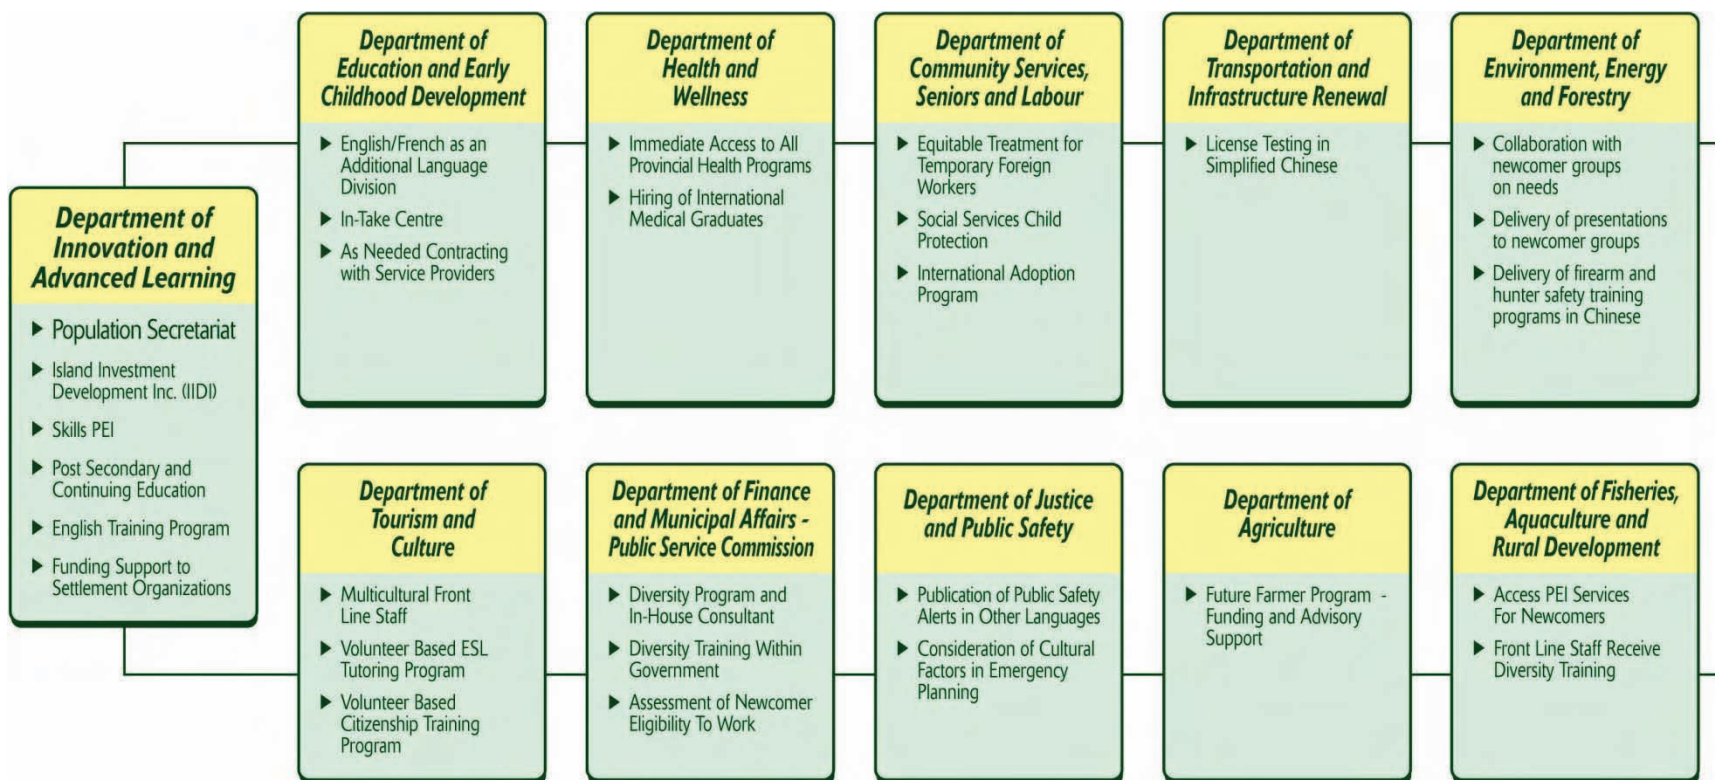 Department of
Innovation and
Advanced Learning
▶ Population Secretariat
▶ Island Investment
Development Inc. (IIDI)
▶ Skills PEI
▶ Post Secondary and
Continuing Education
▶ English Training Program
▶ Funding Support to
Settlement Organizations
Department of
Education and Early
Childhood Development
▶ English/French as an
Additional Language
Division
▶ In-Take Centre
▶ As Needed Contracting
with Service Providers
Department of
Health and
Wellness
▶ Immediate Access to All
Provincial Health Programs
▶ Hiring of International
Medical Graduates
Department of
Community Services,
Seniors and Labour
▶ Equitable Treatment for
Temporary Foreign
Workers
▶ Social Services Child
Protection
▶ International Adoption
Program
Department of
Transportation and
Infrastructure Renewal
▶ License Testing in
Simplified Chinese
Department of
Environment, Energy
and Forestry
▶ Collaboration with
newcomer groups
on needs
▶ Delivery of presentations
to newcomer groups
▶ Delivery of firearm and
hunter safety training
programs in Chinese
Department of
Tourism and
Culture
▶ Multicultural Front
Line Staff
▶ Volunteer Based ESL
Tutoring Program
▶ Volunteer Based
Citizenship Training
Program
Department of Finance
and Municipal Affairs -
Public Service Commission
▶ Diversity Program and
In-House Consultant
▶ Diversity Training Within
Government
▶ Assessment of Newcomer
Eligibility To Work
Department of Justice
and Public Safety
▶ Publication of Public Safety
Alerts in Other Languages
▶ Consideration of Cultural
Factors in Emergency
Planning
Department of
Agriculture
▶ Future Farmer Program -
Funding and Advisory
Support
Department of Fisheries,
Aquaculture and
Rural Development
▶ Access PEI Services
For Newcomers
▶ Front Line Staff Receive
Diversity Training